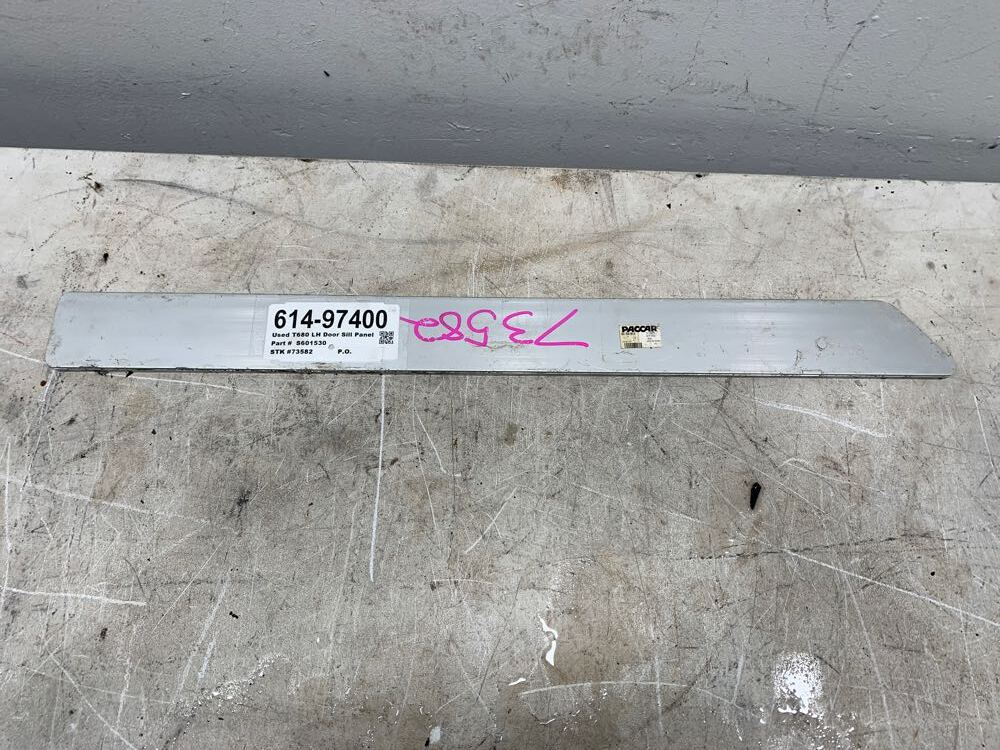 614-97400
Used T680 LH Door Sill Panel
Part # S601530
STK #73582 P.O.
73582
PACCAR